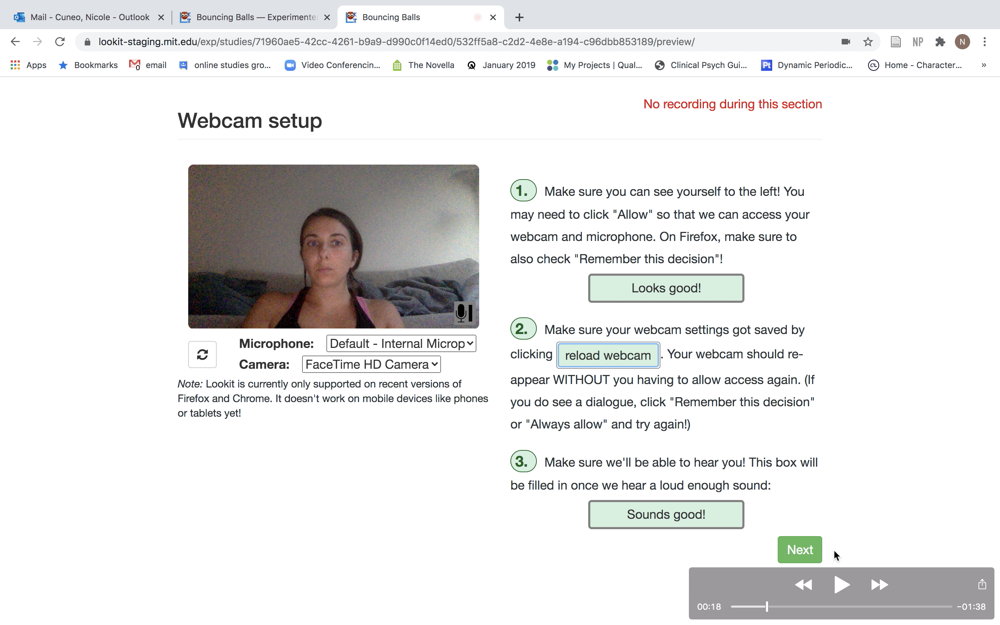 Mail - Cuneo, Nicole - Outlook
Bouncing Balls — Experimenter
Bouncing Balls
lookit-staging.mit.edu/exp/studies/71960ae5-42cc-4261-b9a9-d990c0f14ed0/532ff5a8-c2d2-4e8e-a194-c96dbb853189/preview/
NP
N
Apps
Bookmarks
email
online studies gro...
Video Conferencin...
The Novella
January 2019
My Projects | Qual...
Clinical Psych Gui...
Pt
Dynamic Periodic...
CL
Home - Character...
»
No recording during this section
Webcam setup
Microphone: Default - Internal Microp
Camera: FaceTime HD Camera
Note: Lookit is currently only supported on recent versions of
Firefox and Chrome. It doesn't work on mobile devices like phones
or tablets yet!
1. Make sure you can see yourself to the left! You
may need to click "Allow" so that we can access your
webcam and microphone. On Firefox, make sure to
also check "Remember this decision"!
Looks good!
2. Make sure your webcam settings got saved by
clicking reload webcam . Your webcam should re-
appear WITHOUT you having to allow access again. (If
you do see a dialogue, click "Remember this decision"
or "Always allow" and try again!)
3. Make sure we'll be able to hear you! This box will
be filled in once we hear a loud enough sound:
Sounds good!
Next
00:18
-01:38